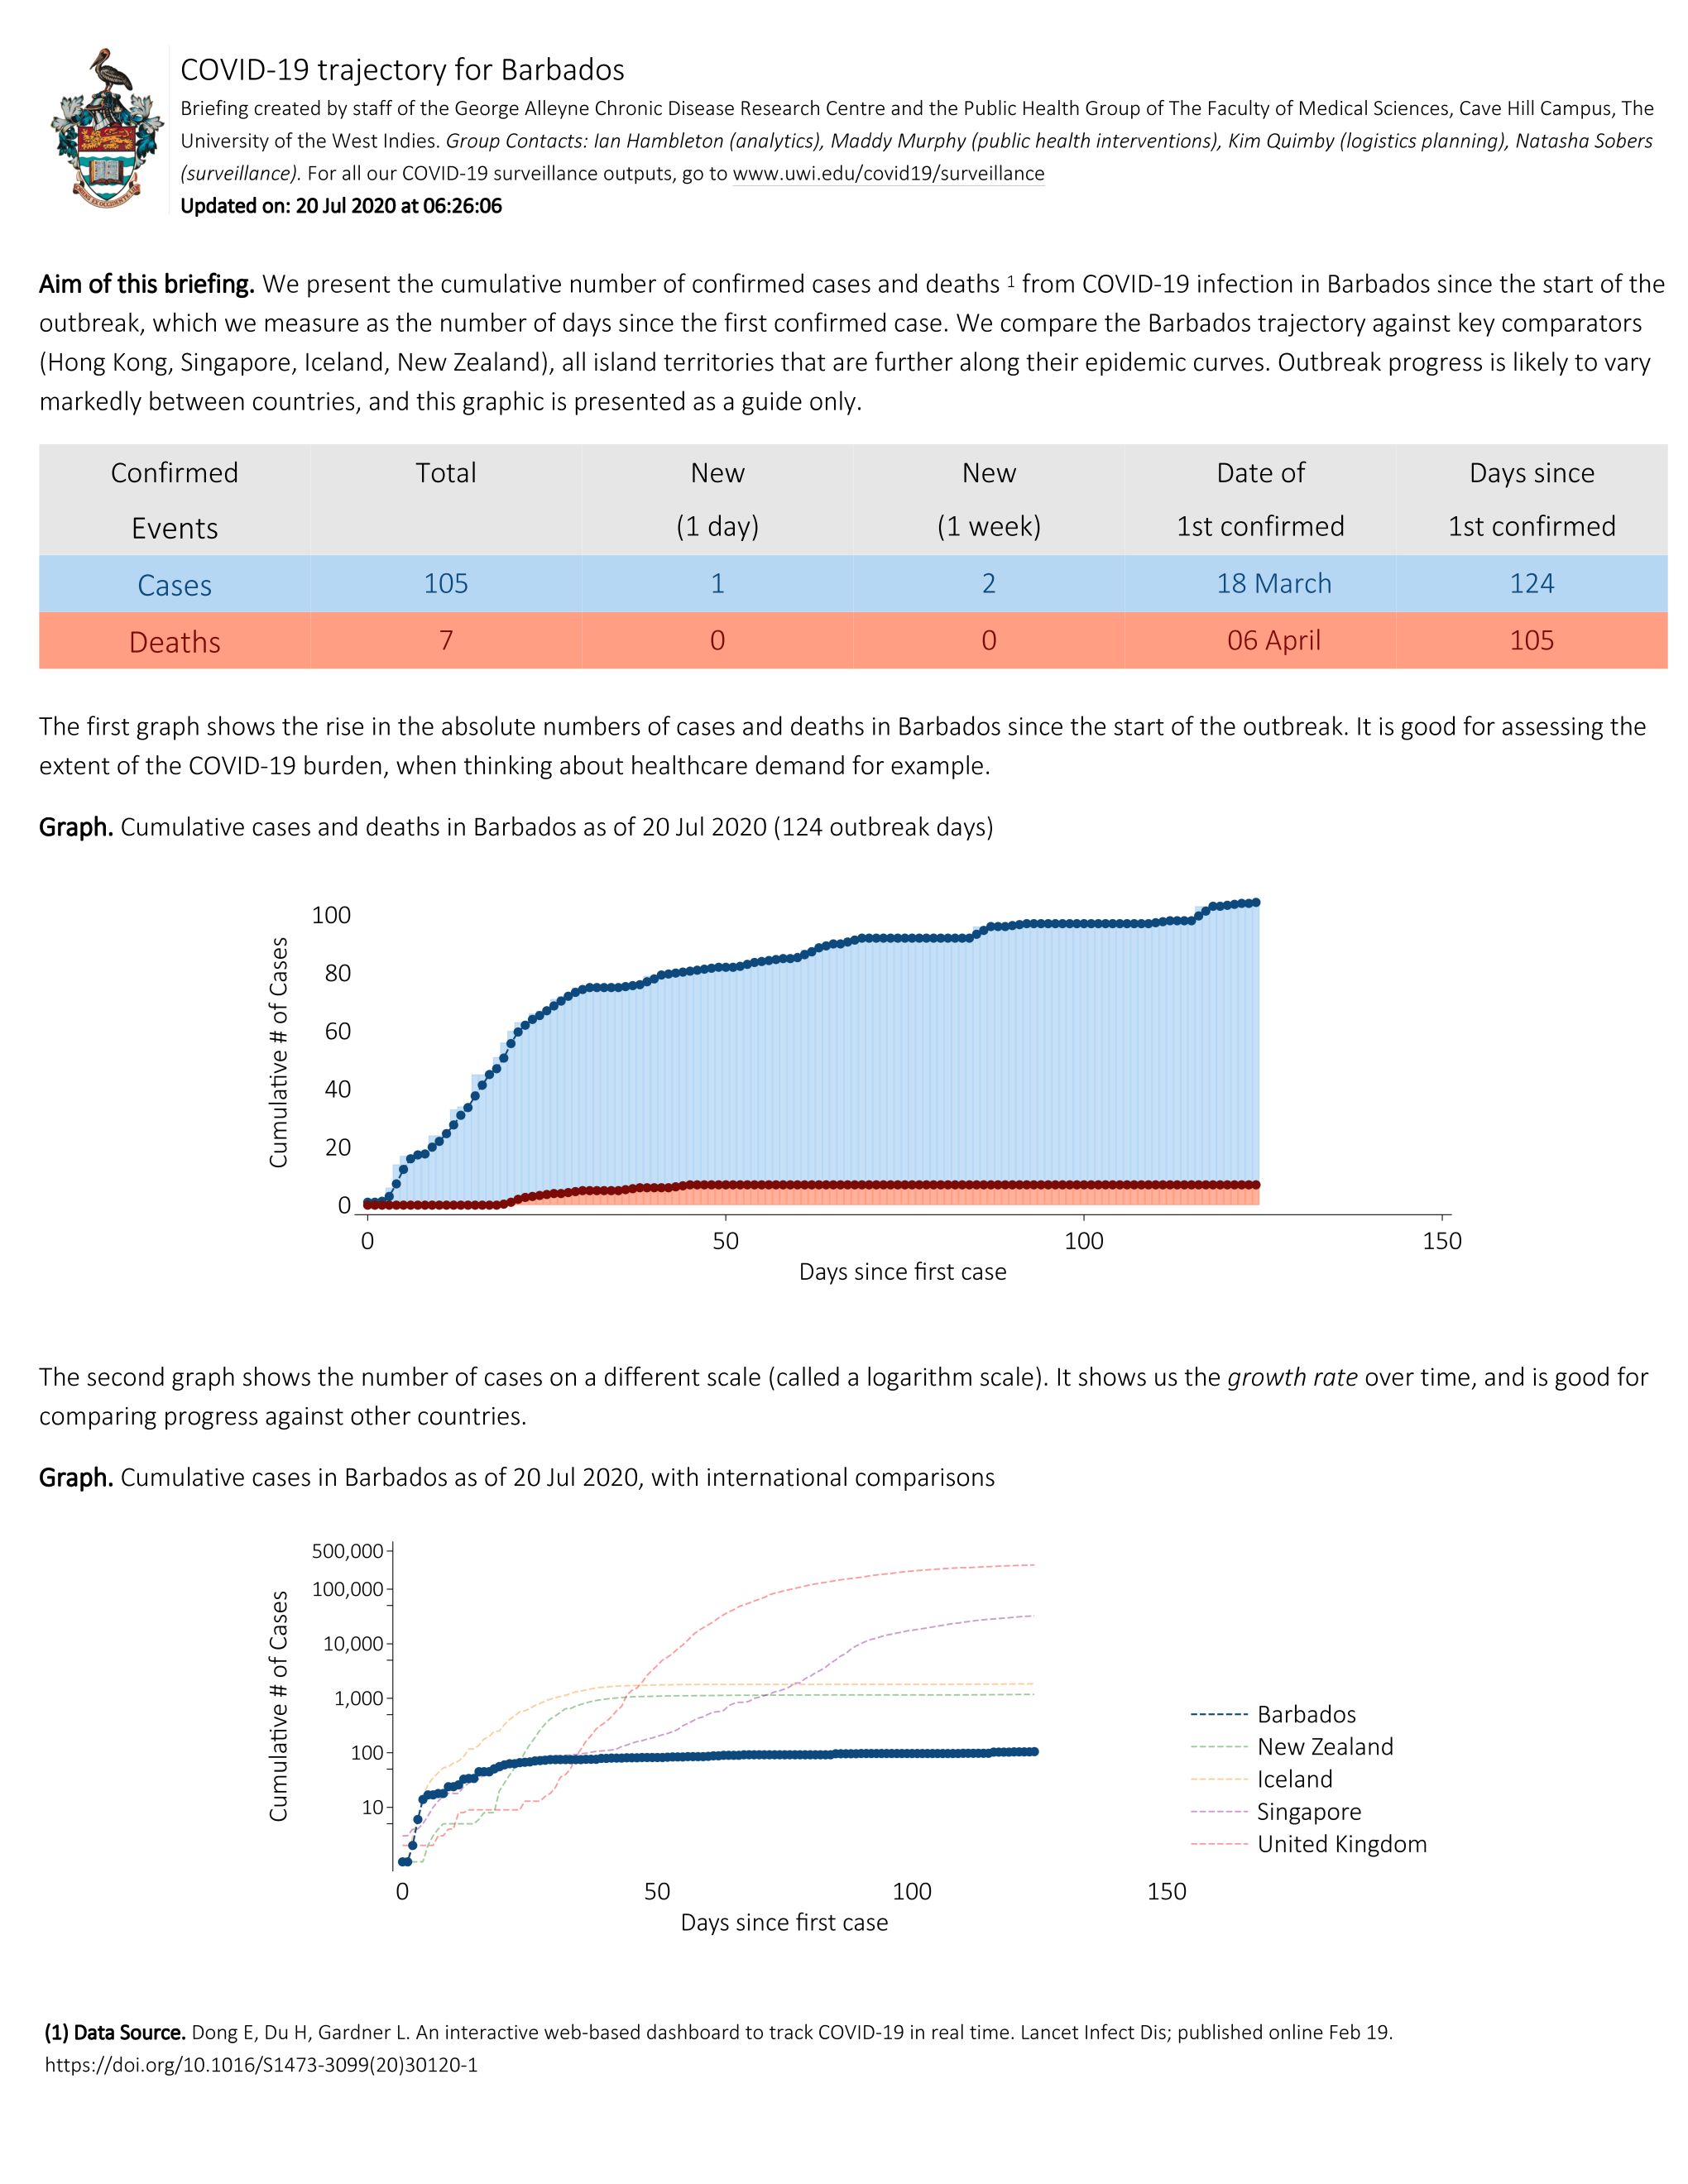 COVID-19 trajectory for Barbados
Briefing created by staff of the George Alleyne Chronic Disease Research Centre and the Public Health Group of The Faculty of Medical Sciences, Cave Hill Campus, The
University of the West Indies. Group Contacts: Ian Hambleton (analytics), Maddy Murphy (public health interventions), Kim Quimby (logistics planning), Natasha Sobers
(surveillance). For all our COVID-19 surveillance outputs, go to www.uwi.edu/covid19/surveillance
Updated on: 20 Jul 2020 at 06:26:06
Aim of this briefing. We present the cumulative number of confirmed cases and deaths 1 from COVID-19 infection in Barbados since the start of the
outbreak, which we measure as the number of days since the first confirmed case. We compare the Barbados trajectory against key comparators
(Hong Kong, Singapore, Iceland, New Zealand), all island territories that are further along their epidemic curves. Outbreak progress is likely to vary
markedly between countries, and this graphic is presented as a guide only.
Confirmed Total New New Date of Days since
Events (1 day) (1 week) 1st confirmed 1st confirmed
Cases 105 1 2 18 March 124
Deaths 7 0 0 06 April 105
The first graph shows the rise in the absolute numbers of cases and deaths in Barbados since the start of the outbreak. It is good for assessing the
extent of the COVID-19 burden, when thinking about healthcare demand for example.
Graph. Cumulative cases and deaths in Barbados as of 20 Jul 2020 (124 outbreak days)
Cumulative # of Cases
100
80
60
40
20
0
0 50 100 150
Days since first case
The second graph shows the number of cases on a different scale (called a logarithm scale). It shows us the growth rate over time, and is good for
comparing progress against other countries.
Graph. Cumulative cases in Barbados as of 20 Jul 2020, with international comparisons
Cumulative # of Cases
500,000
100,000
10,000
1,000
100
10
0 50 100 150
Days since first case
Barbados
New Zealand
Iceland
Singapore
United Kingdom
(1) Data Source. Dong E, Du H, Gardner L. An interactive web-based dashboard to track COVID-19 in real time. Lancet Infect Dis; published online Feb 19.
https://doi.org/10.1016/S1473-3099(20)30120-1